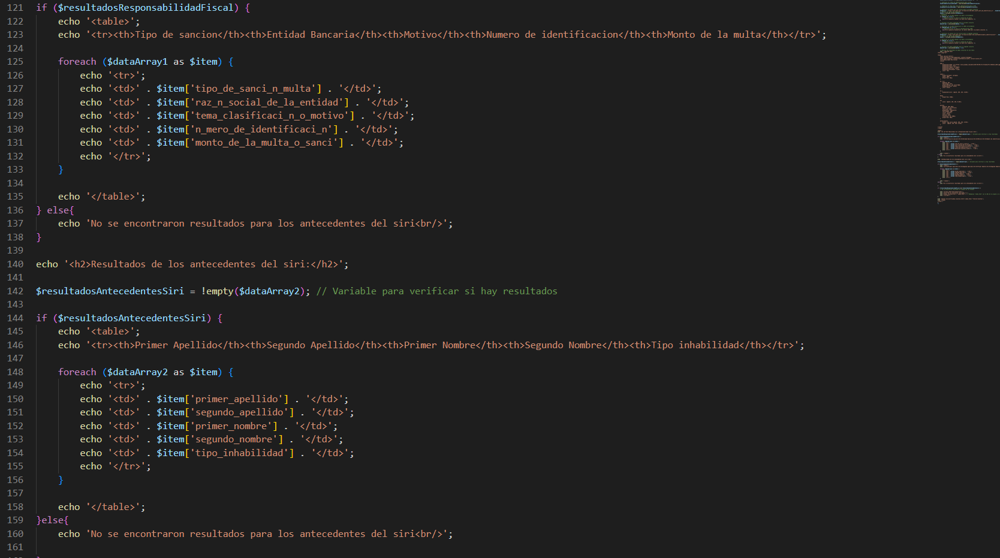 121 if ($resultadosResponsabilidadFiscal) {
122     echo '<table>';
123     echo '<tr><th>Tipo de sancion</th><th>Entidad Bancaria</th><th>Motivo</th><th>Numero de identificacion</th><th>Monto de la multa</th></tr>';
124
125     foreach ($dataArray1 as $item) {
126         echo '<tr>';
127         echo '<td>' . $item['tipo_de_sanci_n_multa'] . '</td>';
128         echo '<td>' . $item['raz_n_social_de_la_entidad'] . '</td>';
129         echo '<td>' . $item['tema_clasificaci_n_o_motivo'] . '</td>';
130         echo '<td>' . $item['n_mero_de_identificaci_n'] . '</td>';
131         echo '<td>' . $item['monto_de_la_multa_o_sanci'] . '</td>';
132         echo '</tr>';
133     }
134
135     echo '</table>';
136 } else{
137     echo 'No se encontraron resultados para los antecedentes del siri<br/>';
138 }
139
140 echo '<h2>Resultados de los antecedentes del siri:</h2>';
141
142 $resultadosAntecedentesSiri = !empty($dataArray2); // Variable para verificar si hay resultados
143
144 if ($resultadosAntecedentesSiri) {
145     echo '<table>';
146     echo '<tr><th>Primer Apellido</th><th>Segundo Apellido</th><th>Primer Nombre</th><th>Segundo Nombre</th><th>Tipo inhabilidad</th></tr>';
147
148     foreach ($dataArray2 as $item) {
149         echo '<tr>';
150         echo '<td>' . $item['primer_apellido'] . '</td>';
151         echo '<td>' . $item['segundo_apellido'] . '</td>';
152         echo '<td>' . $item['primer_nombre'] . '</td>';
153         echo '<td>' . $item['segundo_nombre'] . '</td>';
154         echo '<td>' . $item['tipo_inhabilidad'] . '</td>';
155         echo '</tr>';
156     }
157
158     echo '</table>';
159 }else{
160     echo 'No se encontraron resultados para los antecedentes del siri<br/>';
161